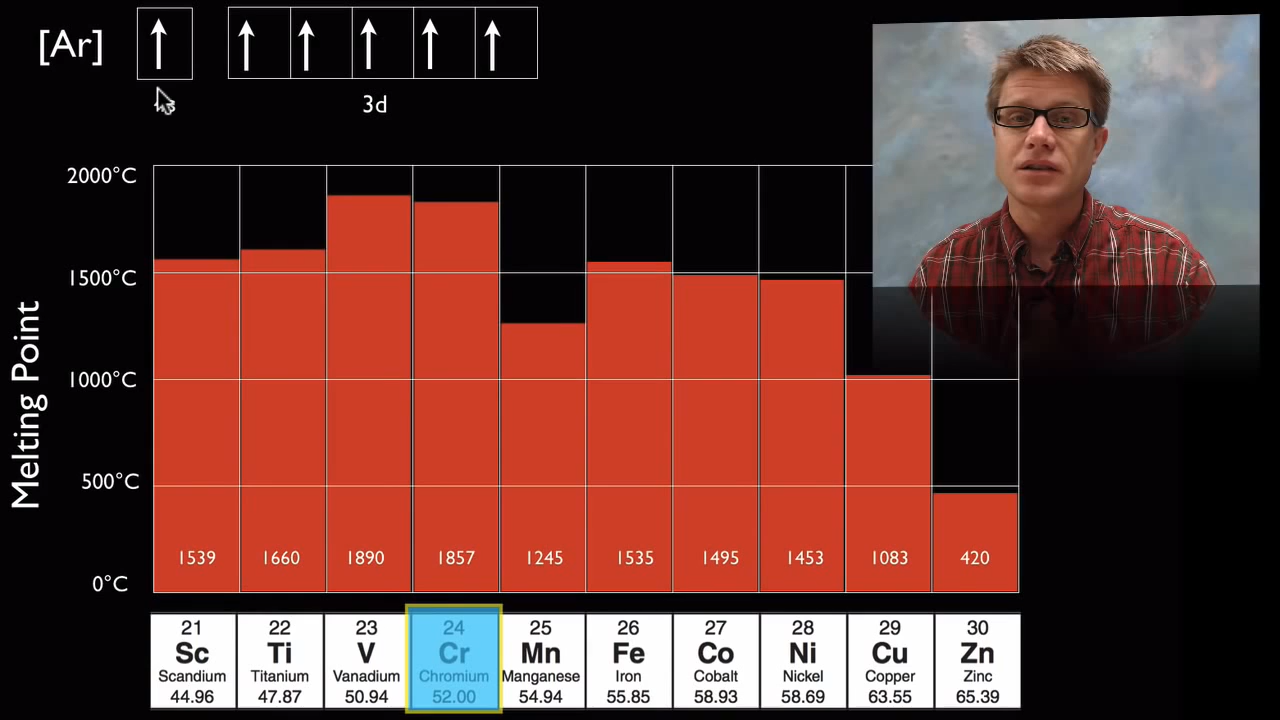 [Ar]
3d
2000°C
1500°C
1000°C
500°C
0°C
Melting Point
1539 1660 1890 1857 1245 1535 1495 1453 1083 420
21 22 23 24 25 26 27 28 29 30
Sc Ti V Cr Mn Fe Co Ni Cu Zn
Scandium Titanium Vanadium Chromium Manganese Iron Cobalt Nickel Copper Zinc
44.96 47.87 50.94 52.00 54.94 55.85 58.93 58.69 63.55 65.39